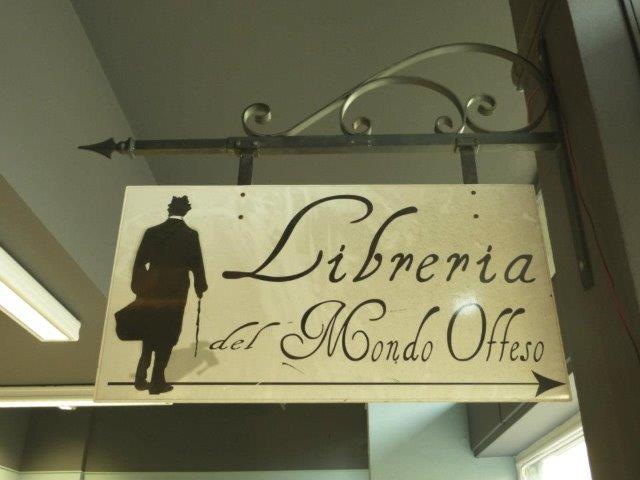 Libreria
del Mondo Offeso